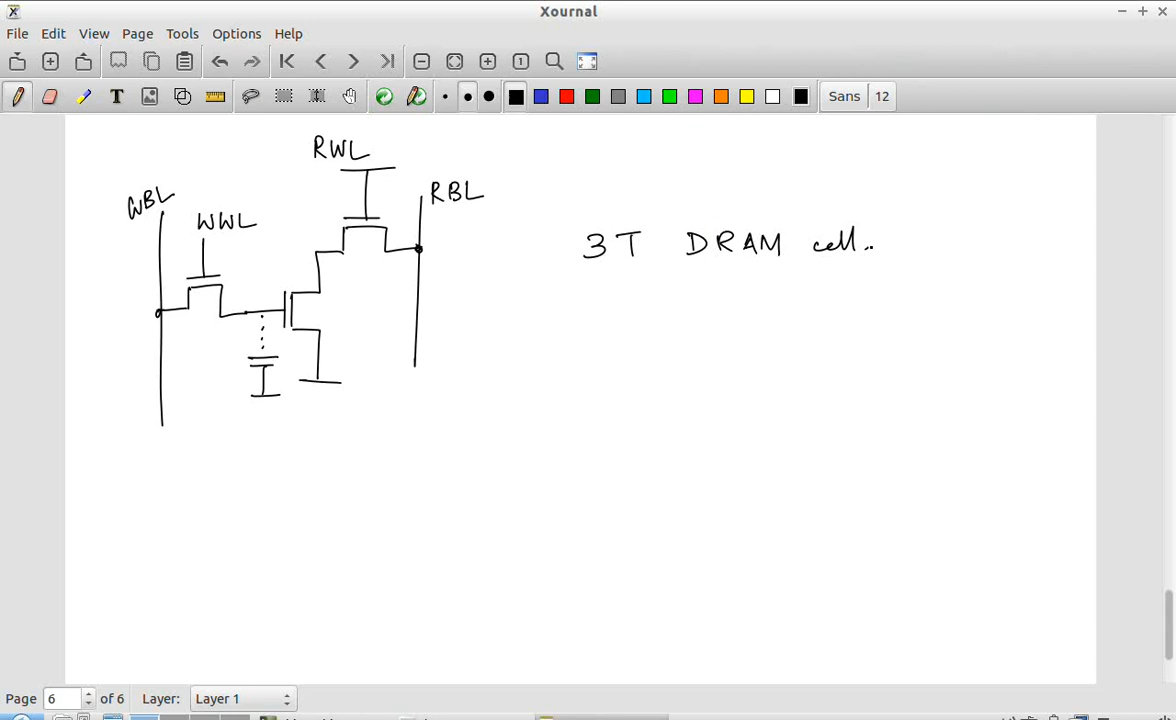 Xournal
File Edit View Page Tools Options Help
Sans 12
RWL
WBL
RBL
WWL
3T DRAM cell.
Page 6 of 6 Layer: Layer 1